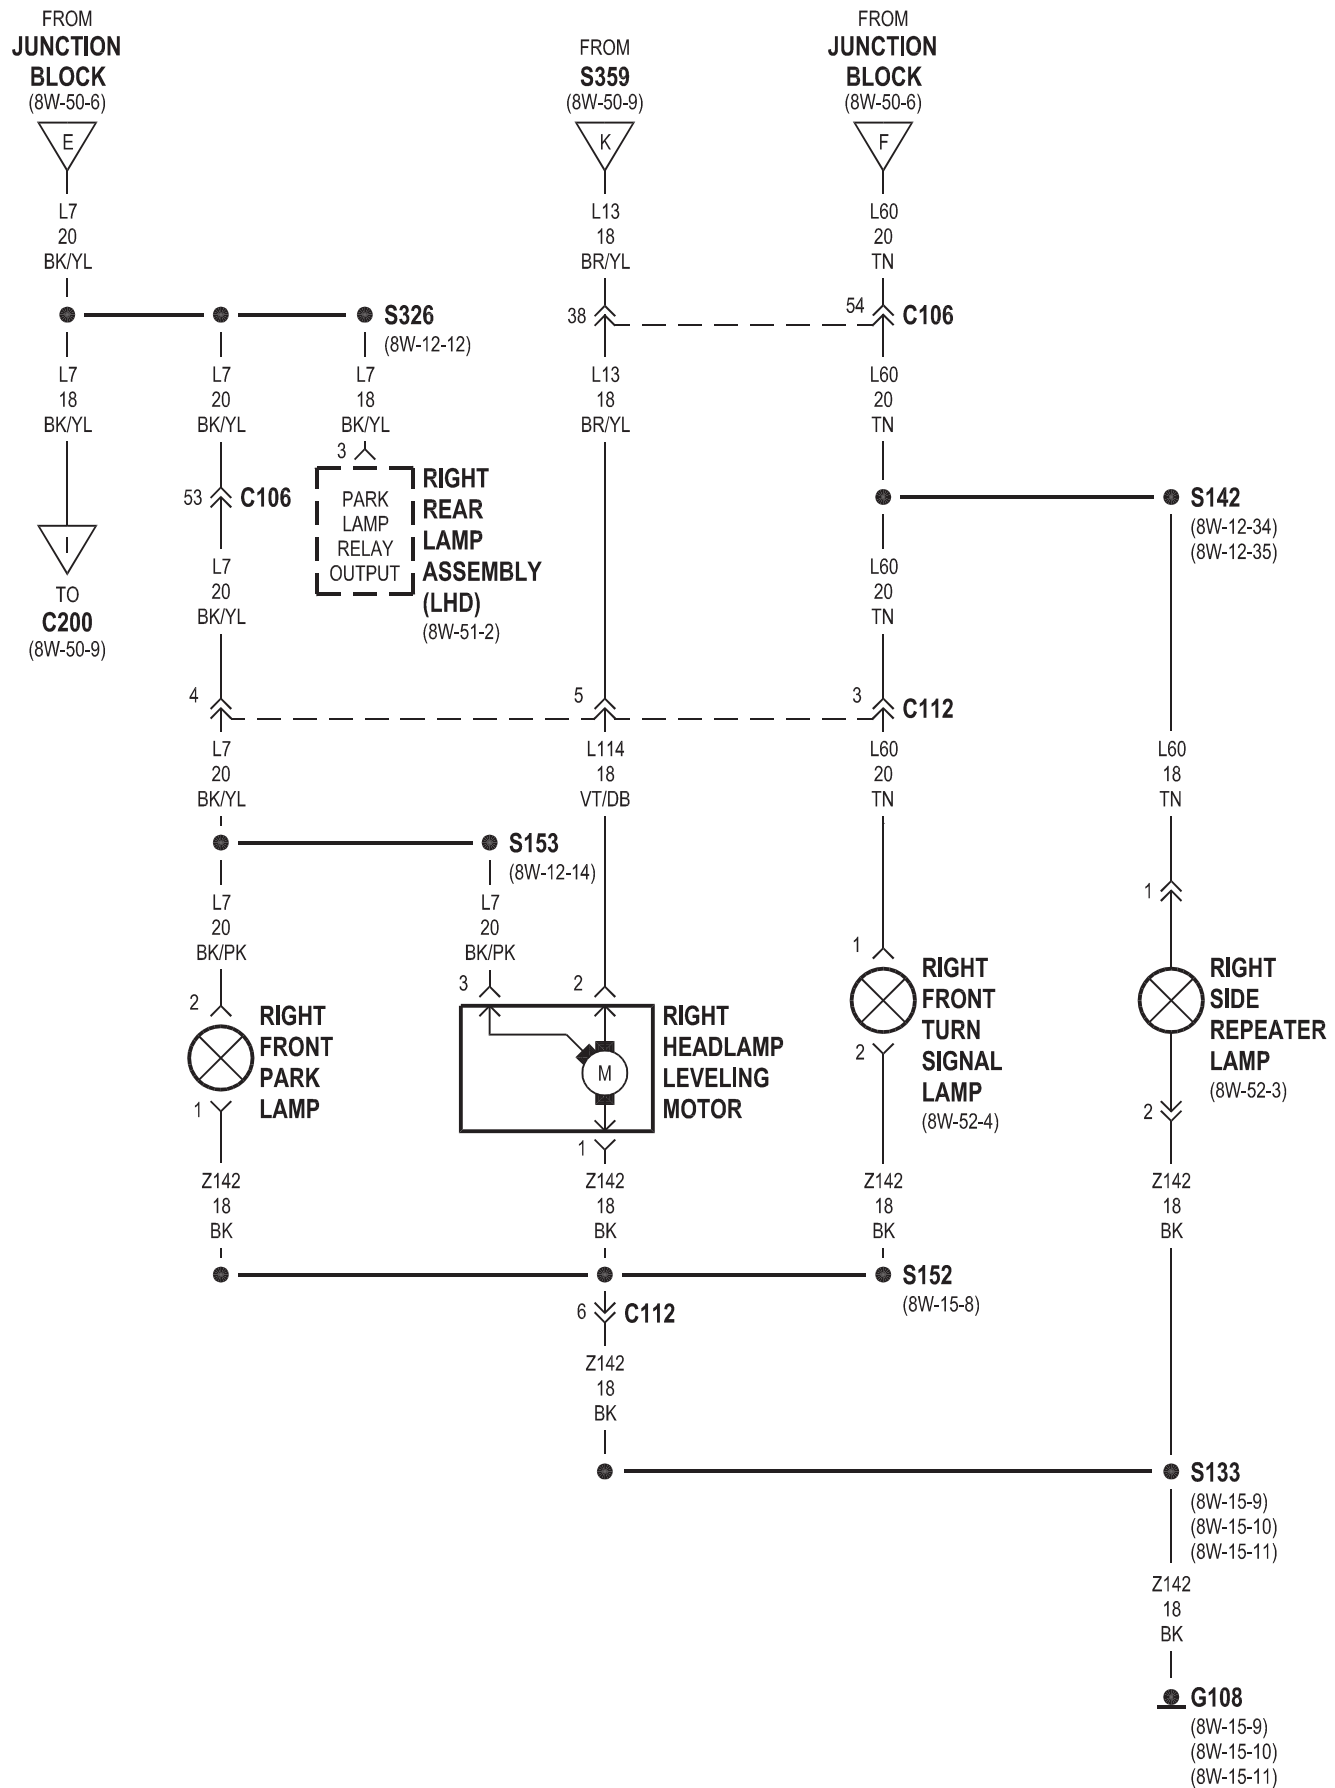 FROM
JUNCTION
BLOCK
(8W-50-6)
E
FROM
S359
(8W-50-9)
K
FROM
JUNCTION
BLOCK
(8W-50-6)
F
L7
20
BK/YL
L13
18
BR/YL
L60
20
TN
S326
(8W-12-12)
38
54
C106
L7
18
BK/YL
L7
20
BK/YL
L7
18
BK/YL
L13
18
BR/YL
L60
20
TN
3
53
C106
PARK
LAMP
RELAY
OUTPUT
RIGHT
REAR
LAMP
ASSEMBLY
(LHD)
(8W-51-2)
S142
(8W-12-34)
(8W-12-35)
I
TO
C200
(8W-50-9)
L7
20
BK/YL
L60
20
TN
4
5
3
C112
L7
20
BK/YL
L114
18
VT/DB
L60
20
TN
L60
18
TN
S153
(8W-12-14)
L7
20
BK/PK
L7
20
BK/PK
2
RIGHT
FRONT
PARK
LAMP
1
3
2
M
RIGHT
HEADLAMP
LEVELING
MOTOR
1
1
RIGHT
FRONT
TURN
SIGNAL
LAMP
(8W-52-4)
2
1
RIGHT
SIDE
REPEATER
LAMP
(8W-52-3)
2
Z142
18
BK
Z142
18
BK
Z142
18
BK
Z142
18
BK
S152
(8W-15-8)
6
C112
Z142
18
BK
S133
(8W-15-9)
(8W-15-10)
(8W-15-11)
Z142
18
BK
G108
(8W-15-9)
(8W-15-10)
(8W-15-11)